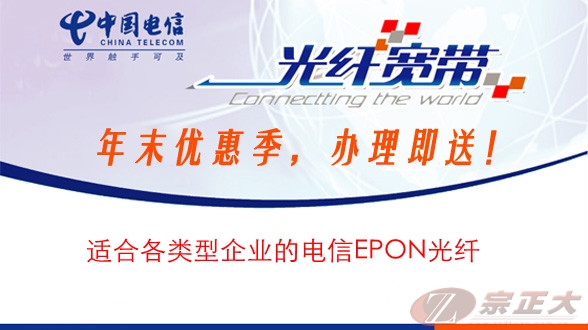 中国电信
CHINA TELECOM
世界触手可及
光纤宽带
Connectting the world
年末优惠季，办理即送！
适合各类型企业的电信EPON光纤
宗正大